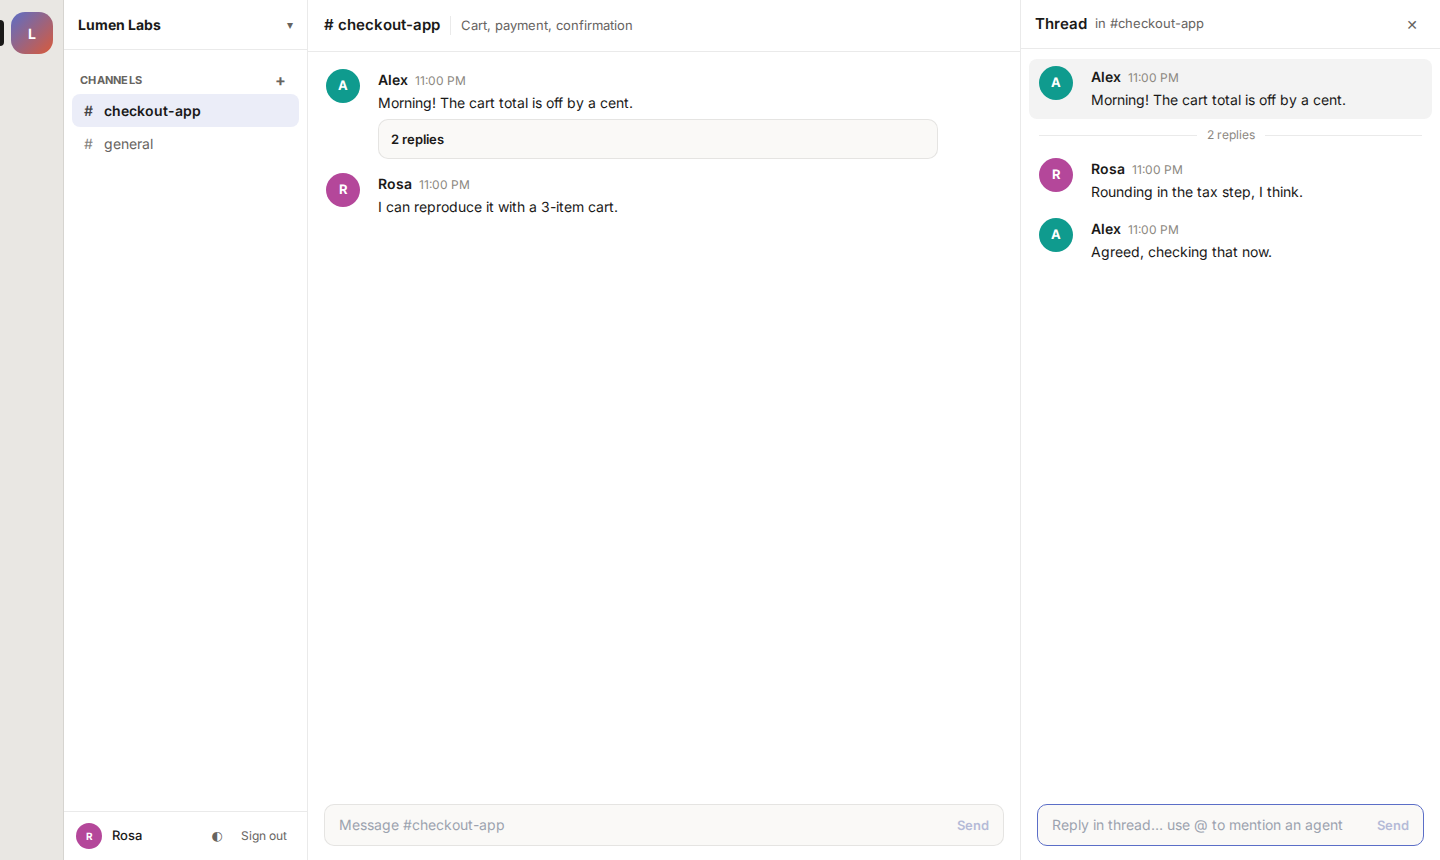 L
Lumen Labs ▾
CHANNELS +
# checkout-app
# general
R Rosa ◐ Sign out
# checkout-app Cart, payment, confirmation
A Alex 11:00 PM
Morning! The cart total is off by a cent.
2 replies
R Rosa 11:00 PM
I can reproduce it with a 3-item cart.
Message #checkout-app Send
Thread in #checkout-app ✕
A Alex 11:00 PM
Morning! The cart total is off by a cent.
2 replies
R Rosa 11:00 PM
Rounding in the tax step, I think.
A Alex 11:00 PM
Agreed, checking that now.
Reply in thread... use @ to mention an agent Send